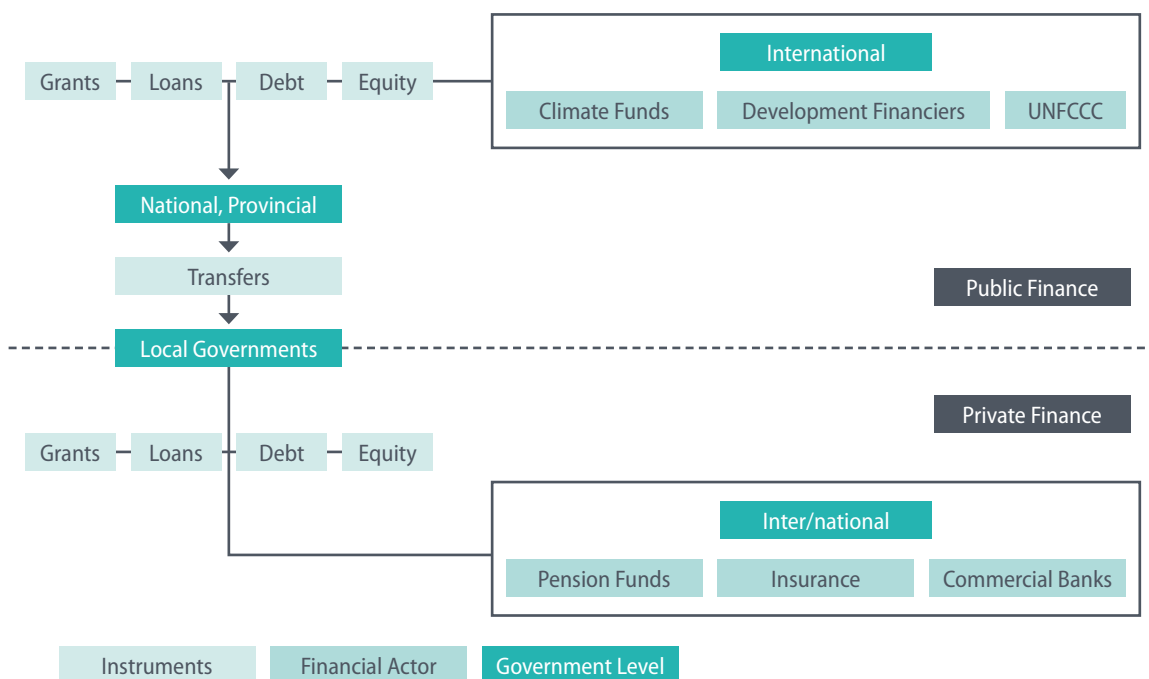 International
Grants
Loans
Debt
Equity
Climate Funds
Development Financiers
UNFCCC
National, Provincial
Transfers
Public Finance
Local Governments
Private Finance
Grants
Loans
Debt
Equity
Inter/national
Pension Funds
Insurance
Commercial Banks
Instruments
Financial Actor
Government Level